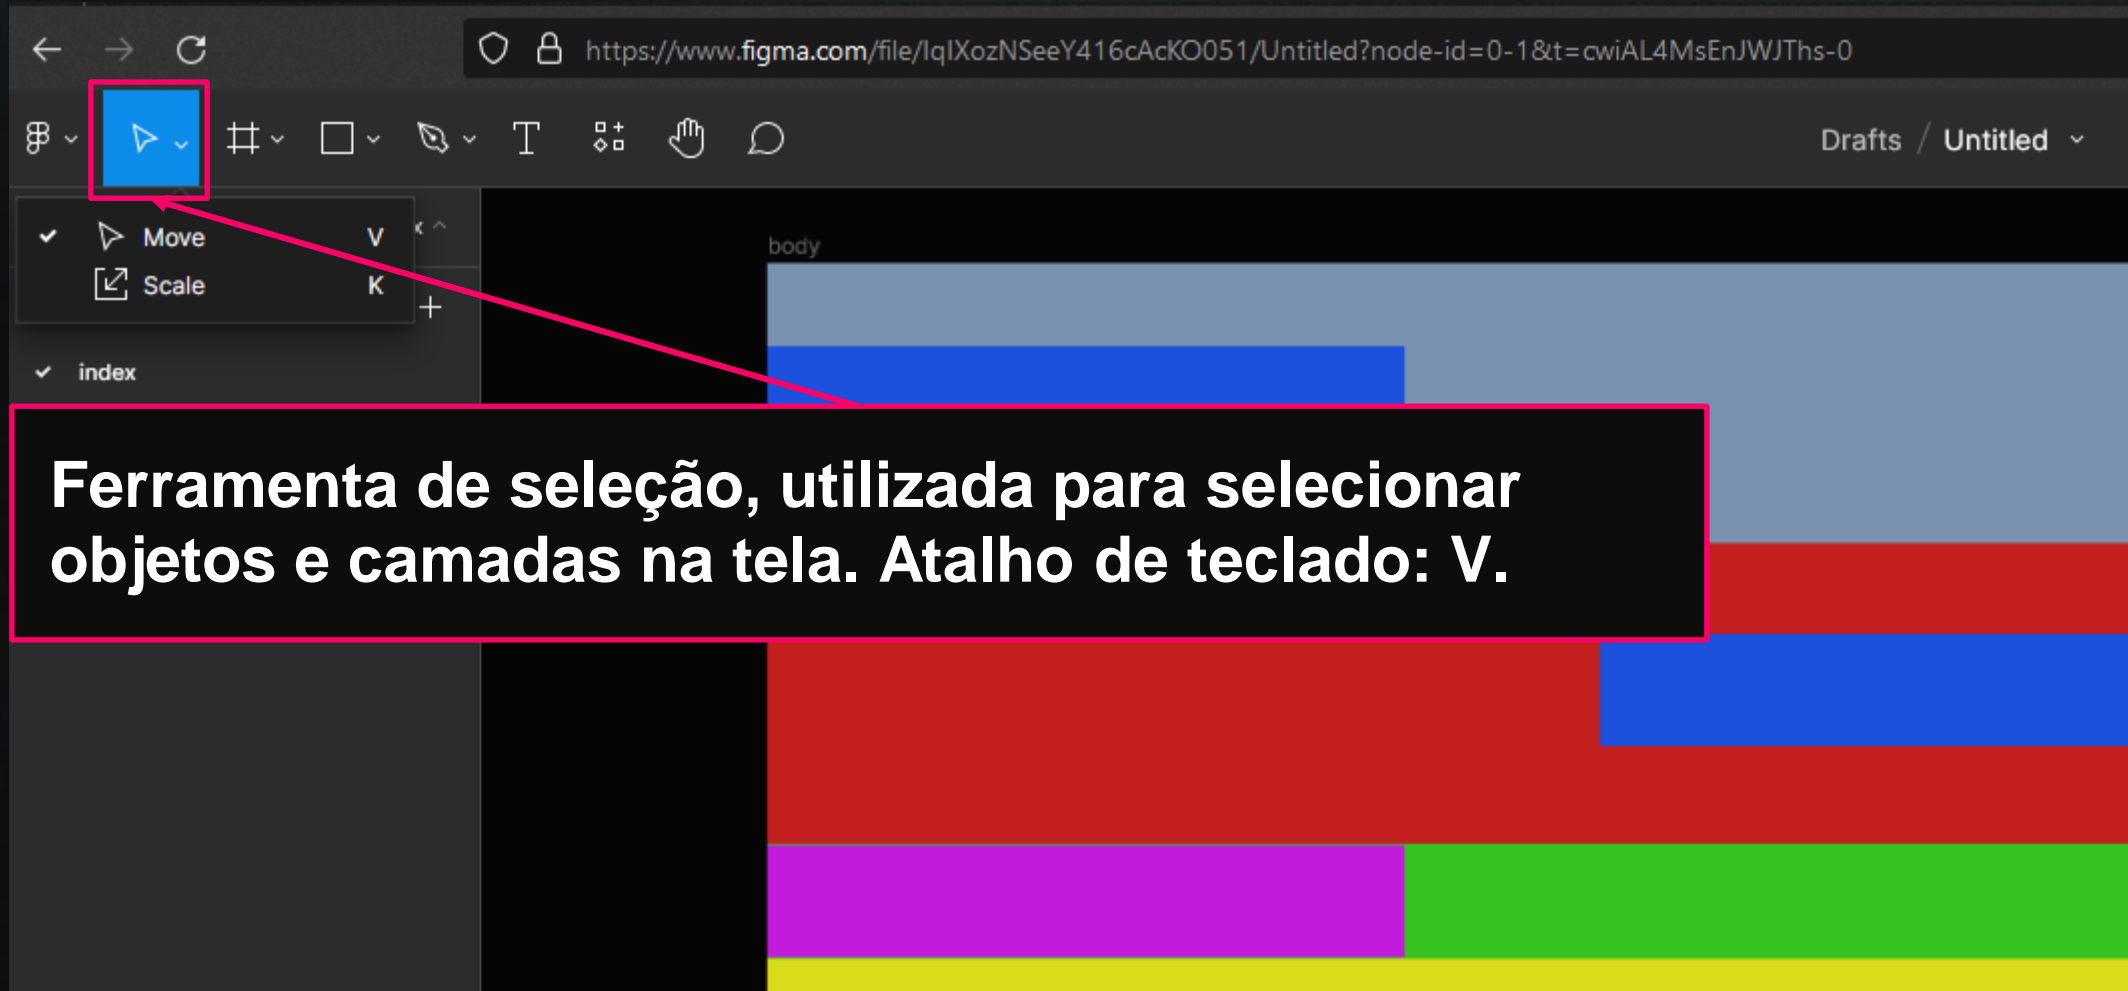 https://www.figma.com/file/IqIXozNSeeY416cAcKO051/Untitled?node-id=0-1&t=cwiAL4MsEnJWJThs-0
Drafts / Untitled
Move V
Scale K
body
index
Ferramenta de seleção, utilizada para selecionar
objetos e camadas na tela. Atalho de teclado: V.